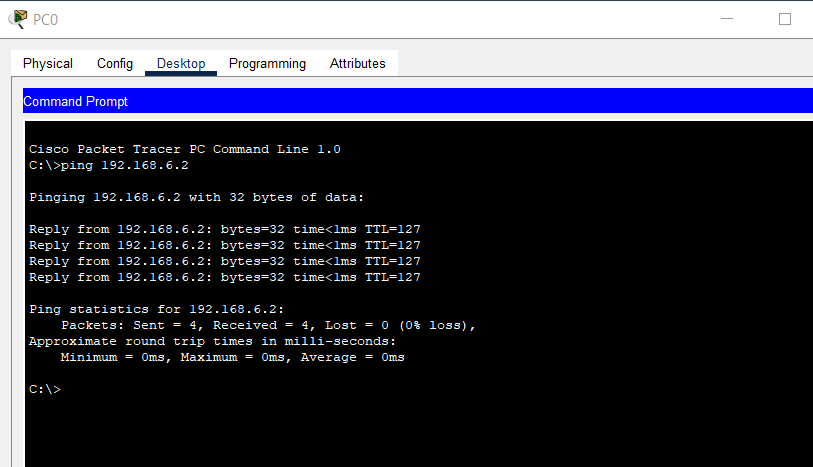 PC0
Physical Config Desktop Programming Attributes
Command Prompt
Cisco Packet Tracer PC Command Line 1.0
C:\>ping 192.168.6.2
Pinging 192.168.6.2 with 32 bytes of data:
Reply from 192.168.6.2: bytes=32 time<1ms TTL=127
Reply from 192.168.6.2: bytes=32 time<1ms TTL=127
Reply from 192.168.6.2: bytes=32 time<1ms TTL=127
Reply from 192.168.6.2: bytes=32 time<1ms TTL=127
Ping statistics for 192.168.6.2:
Packets: Sent = 4, Received = 4, Lost = 0 (0% loss),
Approximate round trip times in milli-seconds:
Minimum = 0ms, Maximum = 0ms, Average = 0ms
C:\>